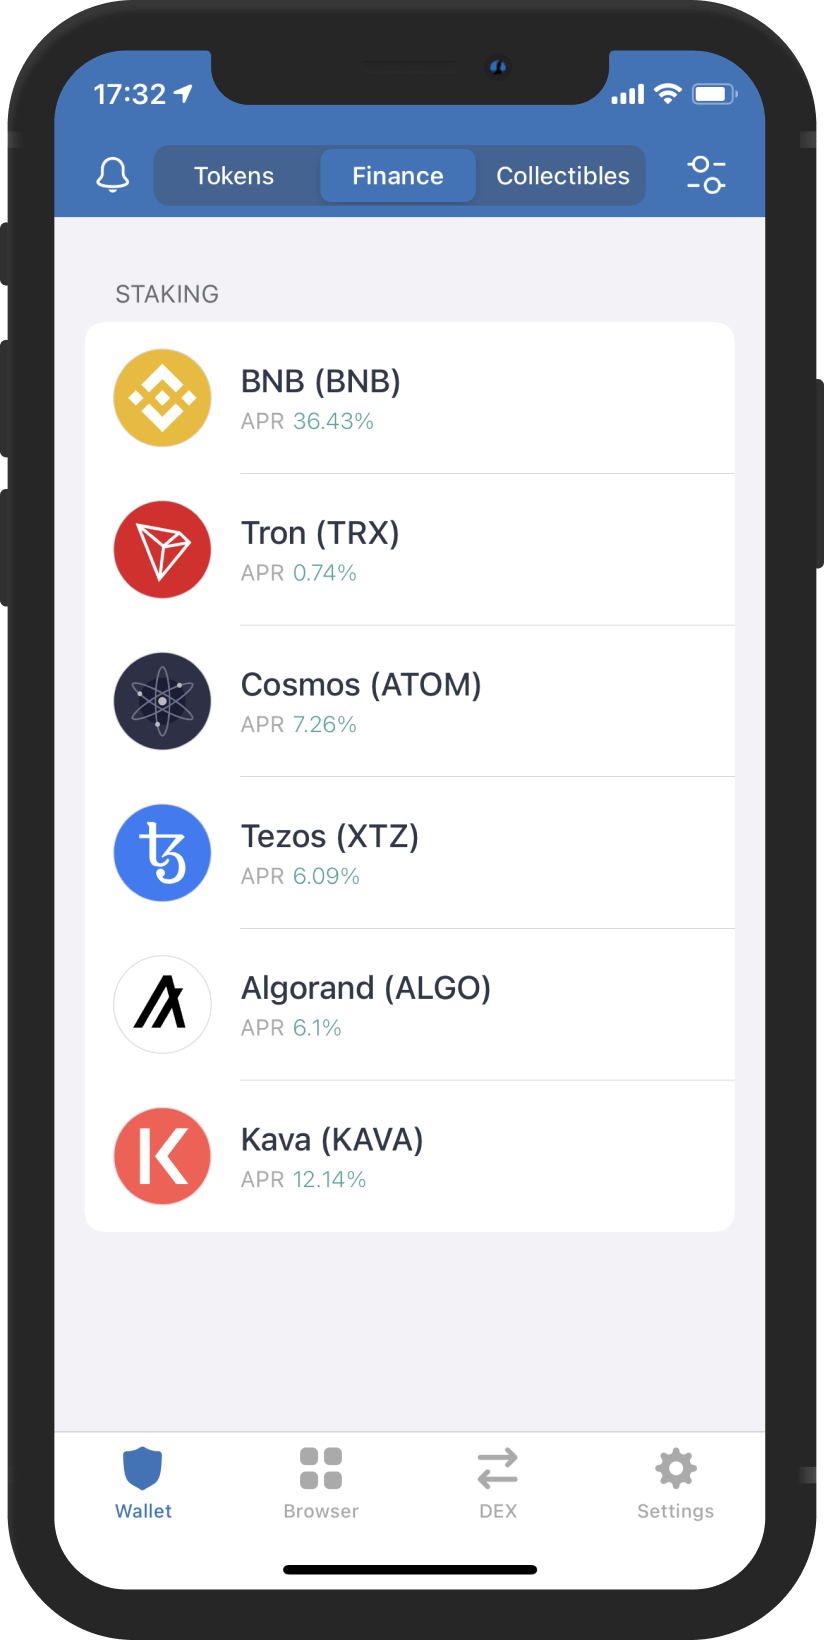 17:32
Tokens Finance Collectibles
STAKING
BNB (BNB)
APR 36.43%
Tron (TRX)
APR 0.74%
Cosmos (ATOM)
APR 7.26%
Tezos (XTZ)
APR 6.09%
Algorand (ALGO)
APR 6.1%
Kava (KAVA)
APR 12.14%
Wallet Browser DEX Settings